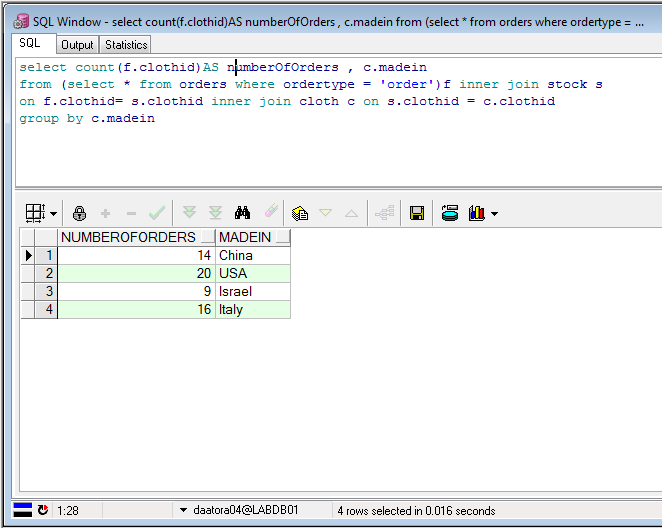 SQL Window - select count(f.clothid)AS numberOfOrders , c.madein from (select * from orders where ordertype = ...
SQL Output Statistics
select count(f.clothid)AS numberOfOrders , c.madein
from (select * from orders where ordertype = 'order')f inner join stock s
on f.clothid= s.clothid inner join cloth c on s.clothid = c.clothid
group by c.madein
NUMBEROFORDERS MADEIN
1 14 China
2 20 USA
3 9 Israel
4 16 Italy
1:28 daatora04@LABDB01 4 rows selected in 0.016 seconds